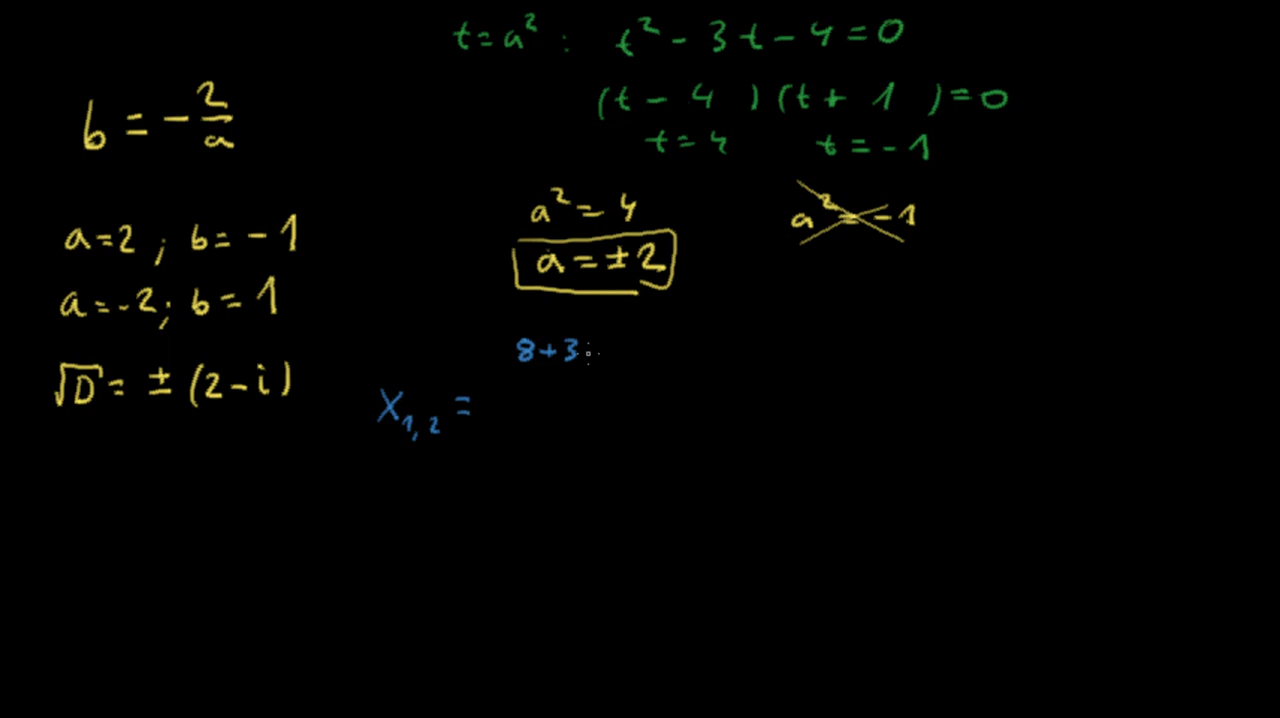 t=a²: t²-3t-4=0
(t-4)(t+1)=0
t=4 t=-1
b=-2/a
a²=4 a²=-1
a=2; b=-1
a=±2
a=-2; b=1
8+3
√D=±(2-i)
X₁,₂=